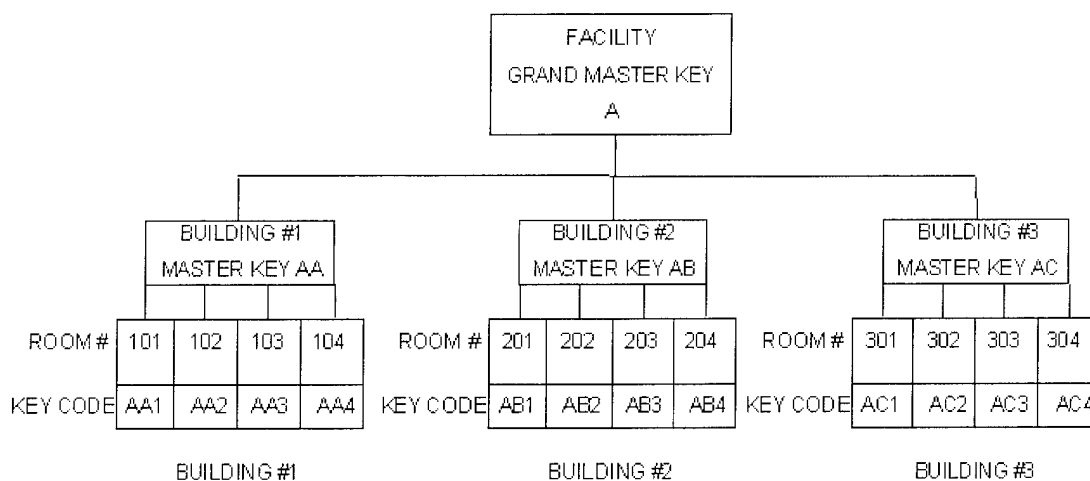 FACILITY
GRAND MASTER KEY
A
BUILDING #1
MASTER KEY AA
BUILDING #2
MASTER KEY AB
BUILDING #3
MASTER KEY AC
ROOM # 101 102 103 104
ROOM # 201 202 203 204
ROOM # 301 302 303 304
KEY CODE AA1 AA2 AA3 AA4
KEY CODE AB1 AB2 AB3 AB4
KEY CODE AC1 AC2 AC3 AC4
BUILDING #1
BUILDING #2
BUILDING #3